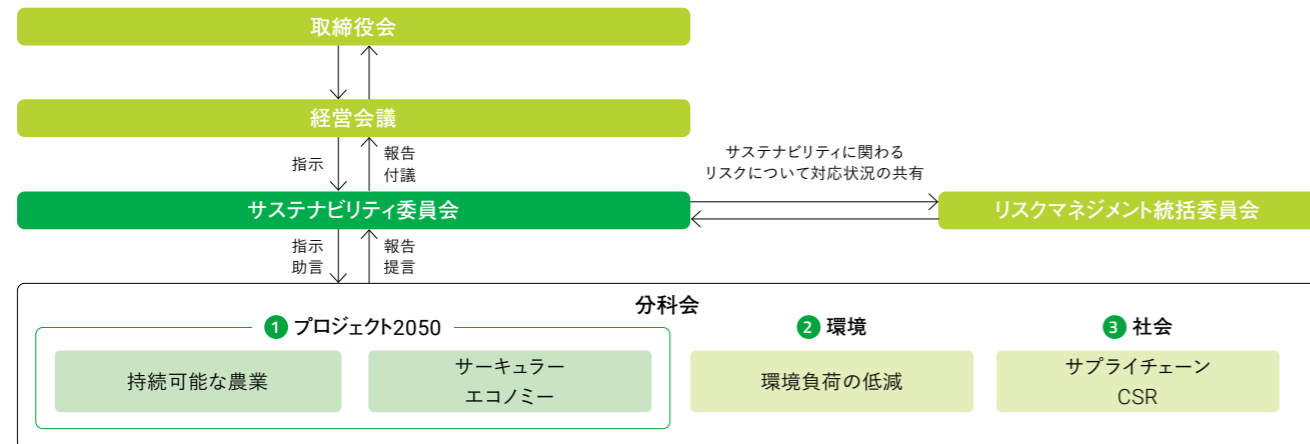 取締役会
経営会議
指示
報告
付議
サステナビリティに関わる
リスクについて対応状況の共有
サステナビリティ委員会
リスクマネジメント統括委員会
指示
助言
報告
提言
分科会
1 プロジェクト2050
持続可能な農業
サーキュラー
エコノミー
2 環境
環境負荷の低減
3 社会
サプライチェーン
CSR